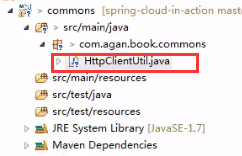 commons [spring-cloud-in-action mast
src/main/java
com.agan.book.commons
HttpClientUtil.java
src/main/resources
src/test/java
src/test/resources
JRE System Library [JavaSE-1.7]
Maven Dependencies